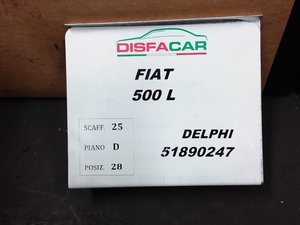 DISFACAR
FIAT
500 L
SCAFF. 25
PIANO D
POSIZ. 28
DELPHI
51890247